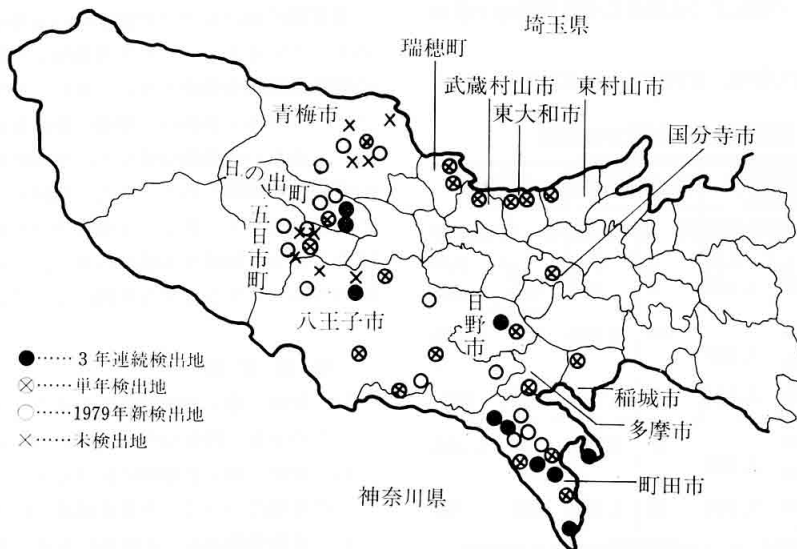 埼玉県
瑞穂町
武蔵村山市
東村山市
東大和市
国分寺市
青梅市
日の出町
五日市町
八王子市
日野市
●……3年連続検出地
⊗……単年検出地
○……1979年新検出地
×……未検出地
稲城市
多摩市
町田市
神奈川県